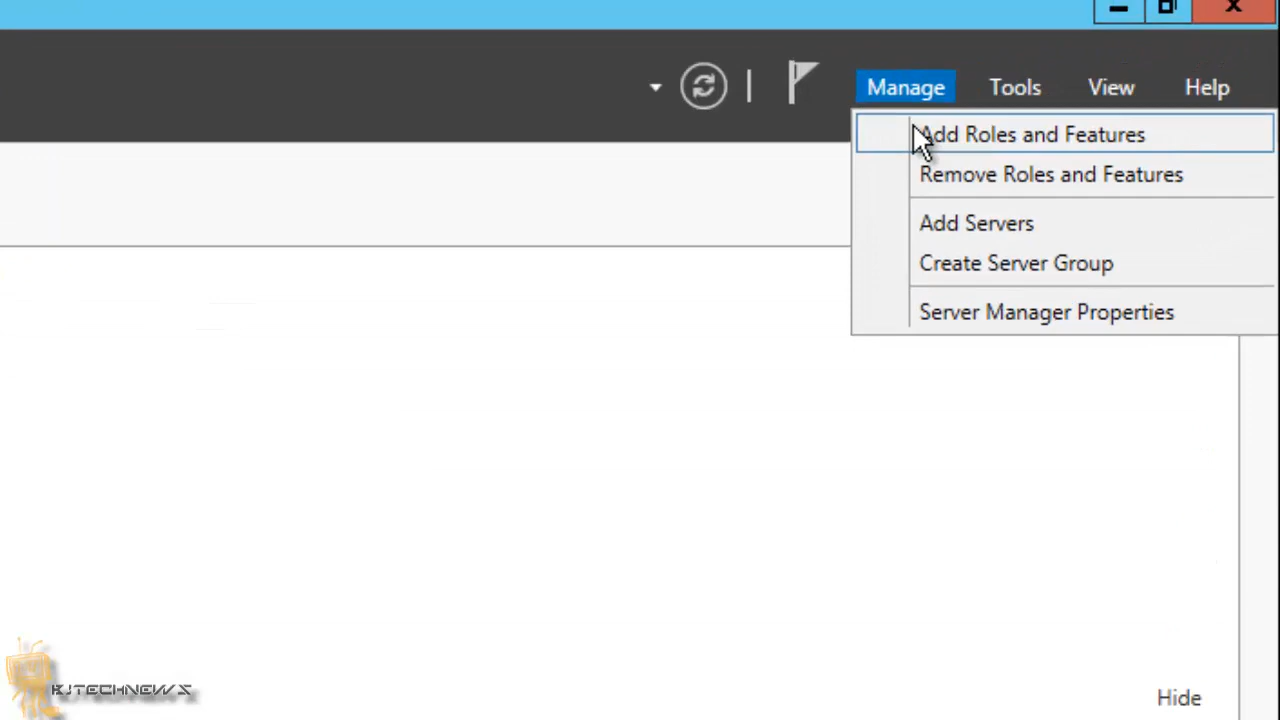 Manage Tools View Help
Add Roles and Features
Remove Roles and Features
Add Servers
Create Server Group
Server Manager Properties
KJTECHNEWS
Hide